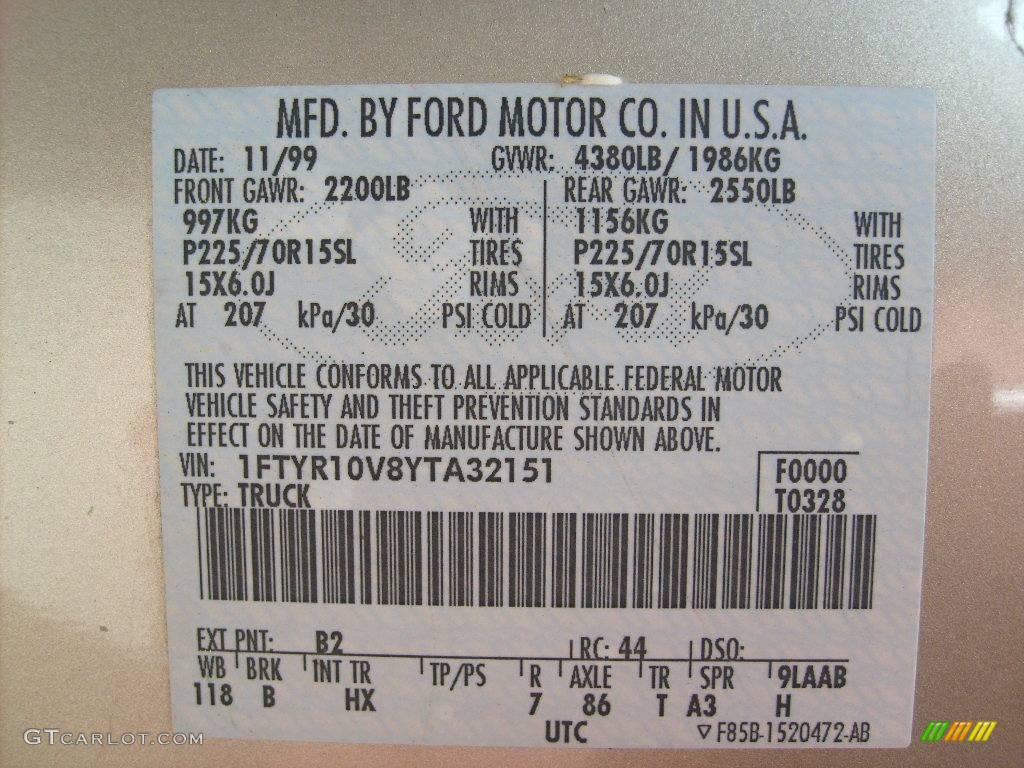 MFD. BY FORD MOTOR CO. IN U.S.A.
DATE: 11/99 GVWR: 4380LB/ 1986KG
FRONT GAWR: 2200LB REAR GAWR: 2550LB
997KG WITH 1156KG WITH
P225/70R15SL TIRES P225/70R15SL TIRES
15X6.0J RIMS 15X6.0J RIMS
AT 207 kPa/30 PSI COLD AT 207 kPa/30 PSI COLD
THIS VEHICLE CONFORMS TO ALL APPLICABLE FEDERAL MOTOR
VEHICLE SAFETY AND THEFT PREVENTION STANDARDS IN
EFFECT ON THE DATE OF MANUFACTURE SHOWN ABOVE.
VIN: 1FTYR10V8YTA32151 F0000
TYPE: TRUCK T0328
EXT PNT: B2 RC: 44 DSO:
WB BRK INT TR TP/PS R AXLE TR SPR 9LAAB
118 B HX 7 86 T A3 H
UTC ▽F85B-1520472-AB
GTCARLOT.COM